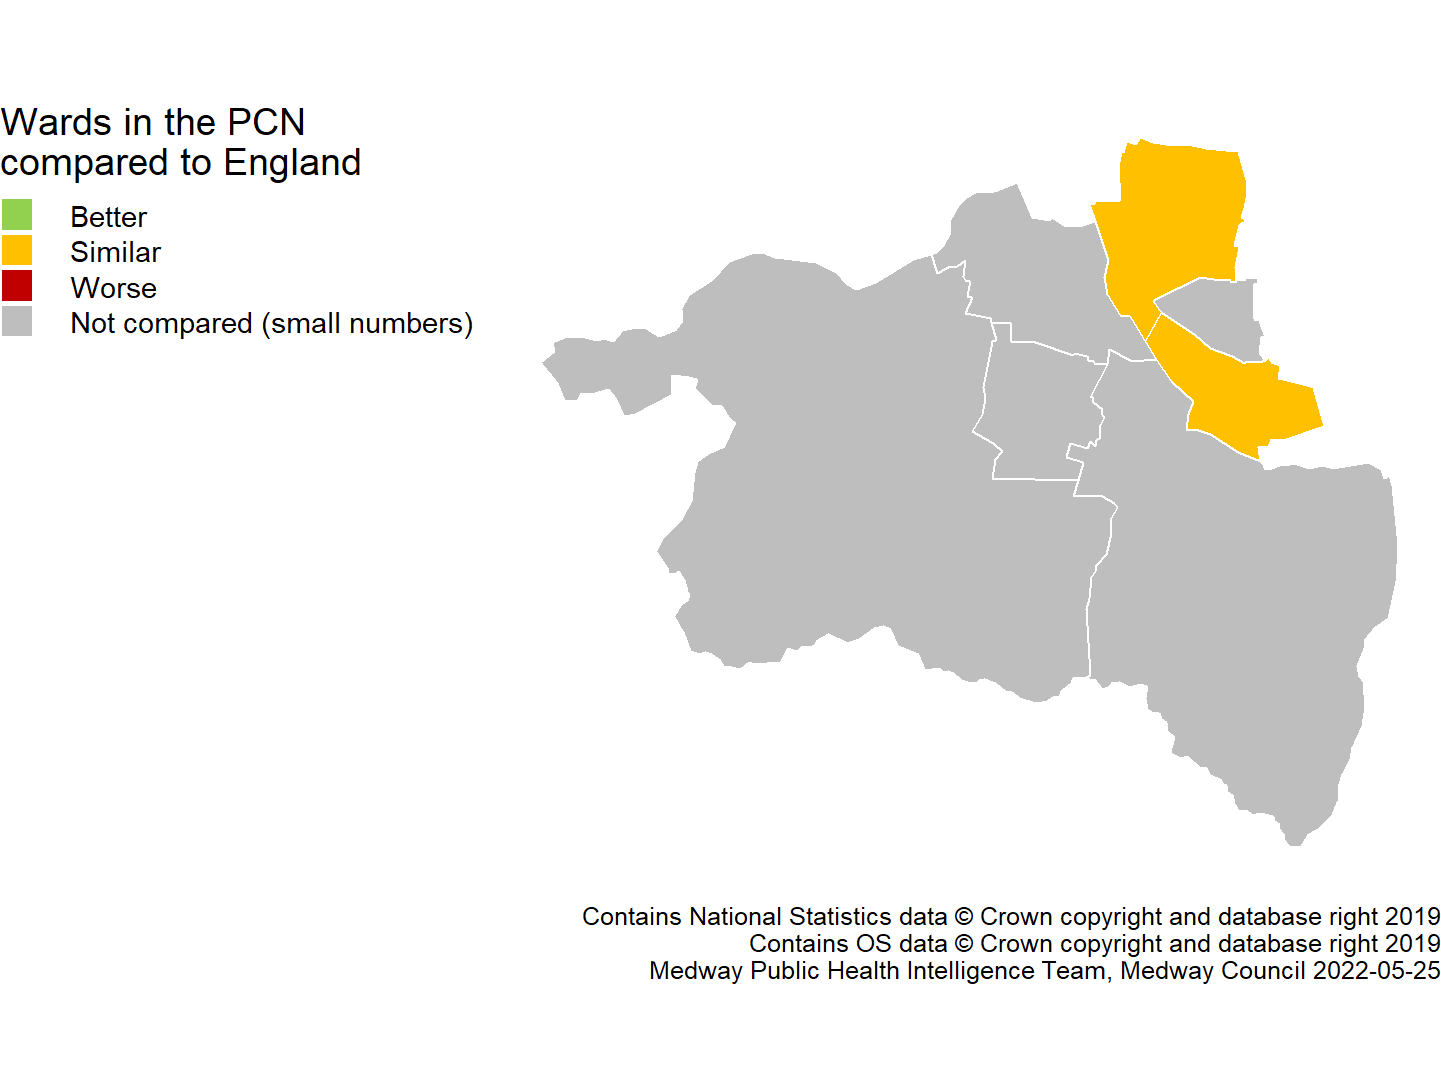 Wards in the PCN
compared to England
Better
Similar
Worse
Not compared (small numbers)
Contains National Statistics data © Crown copyright and database right 2019
Contains OS data © Crown copyright and database right 2019
Medway Public Health Intelligence Team, Medway Council 2022-05-25